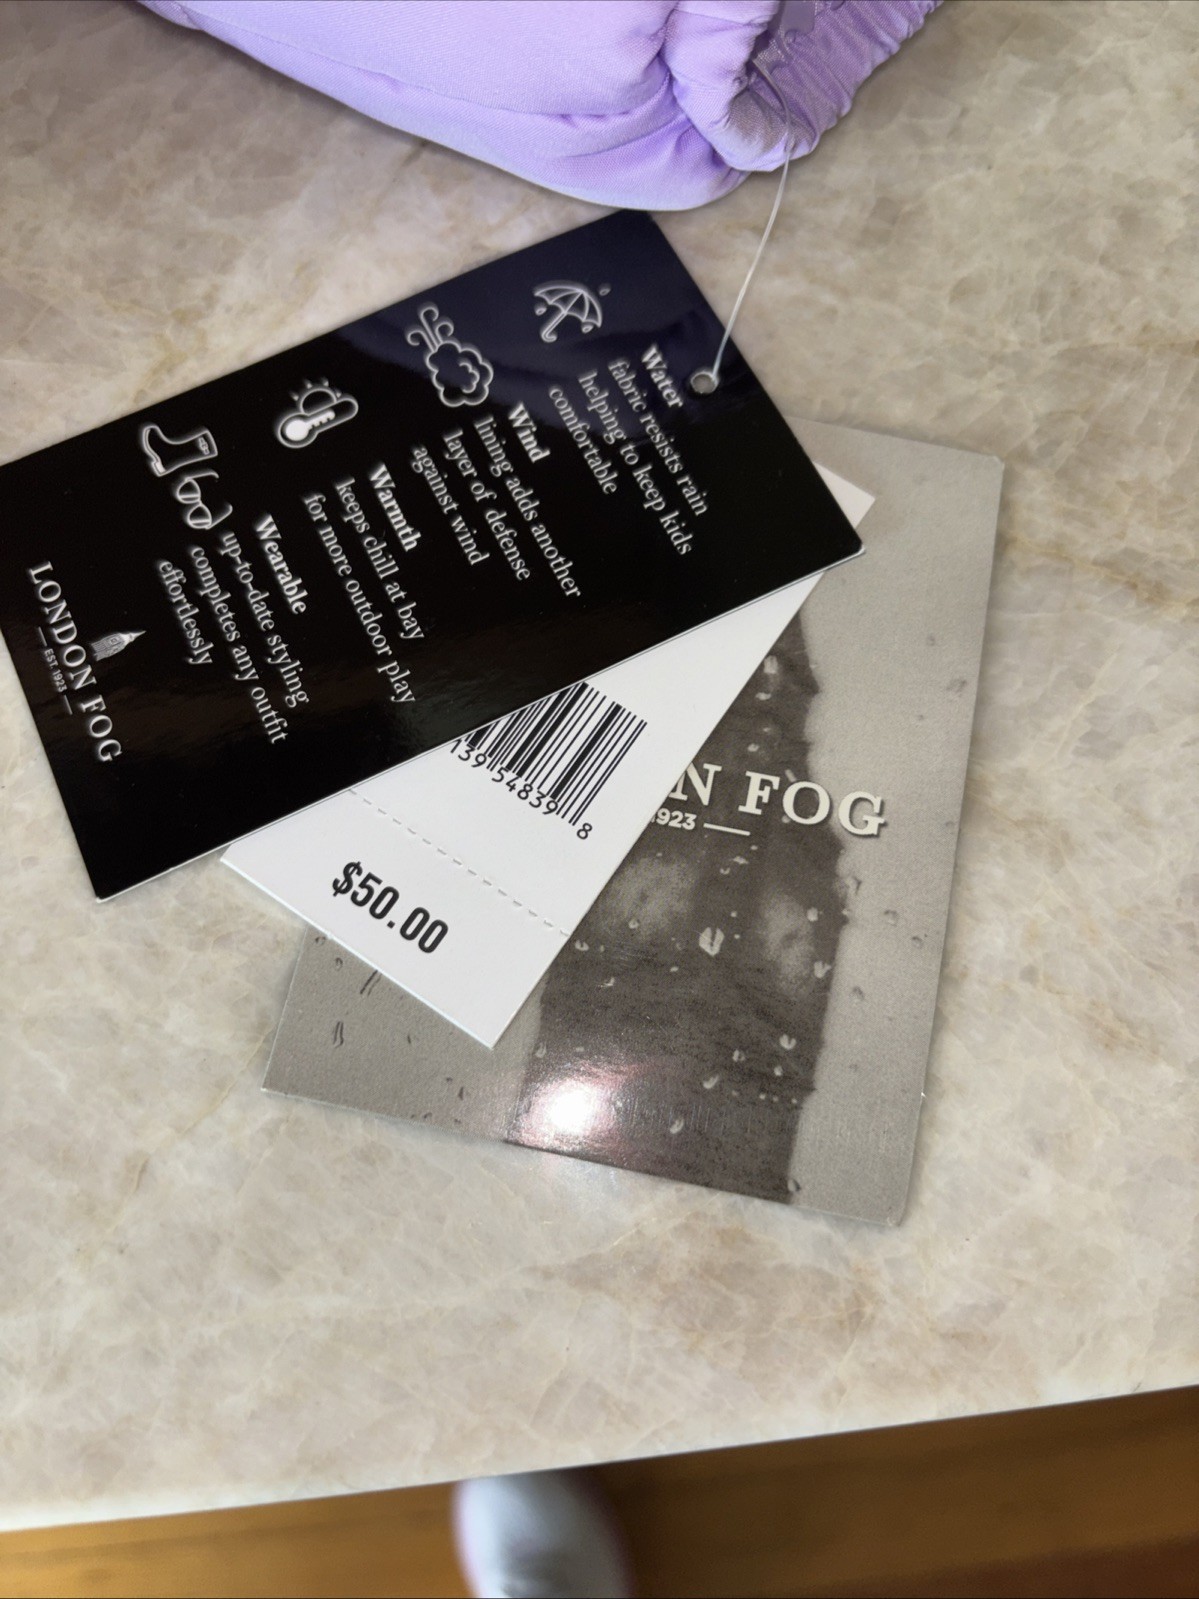 Water
fabric resists rain
helping to keep kids
comfortable
Wind
lining adds another
layer of defense
against wind
Warmth
keeps chill at bay
for more outdoor play
Wearable
up-to-date styling
completes any outfit
effortlessly
LONDON FOG
EST.1923
139 54839 8
$50.00
N FOG
1923